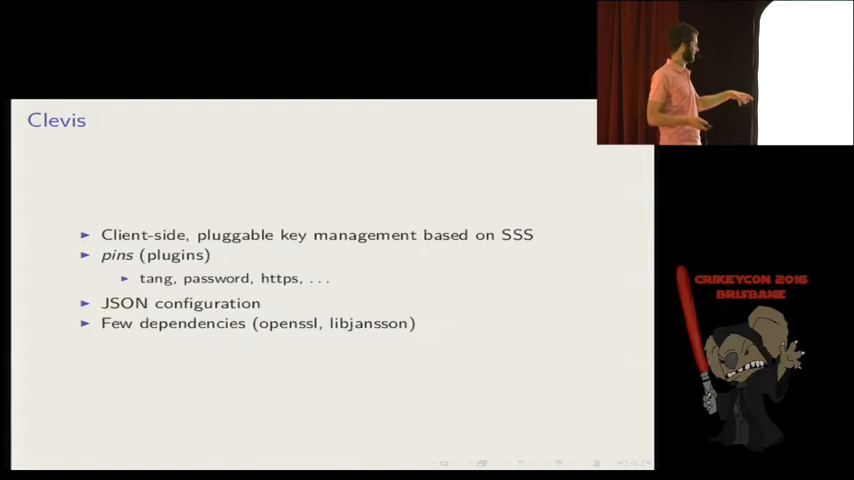 Clevis
Client-side, pluggable key management based on SSS
pins (plugins)
tang, password, https, . . .
JSON configuration
Few dependencies (openssl, libjansson)
CRIKEYCON 2016
BRISBANE